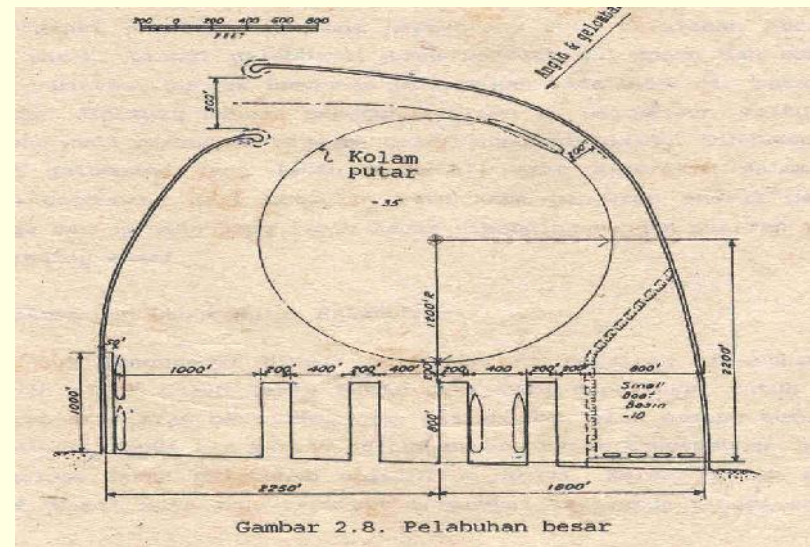 200 0 200 400 600 800
FEET
Angin & gelombang
500'
200'
Kolam
putar
- 35'
1200'R
2200'
50'
1000'
1000'
200' 400' 200' 400' 200' 400 200' 200' 800'
200'
800'
Small
Boat
Basin
-10
2250'
1800'
Gambar 2.8. Pelabuhan besar